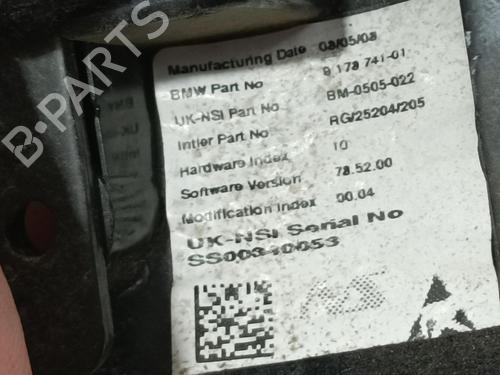 Manufacturing Date 08/05/08
BMW Part No 9 178 741-01
UK-NSI Part No BM-0505-022
Intier Part No RG/25204/205
Hardware Index 10
Software Version 78.52.00
Modification Index 00.04
UK-NSI Serial No
SS00340053
B-PARTS